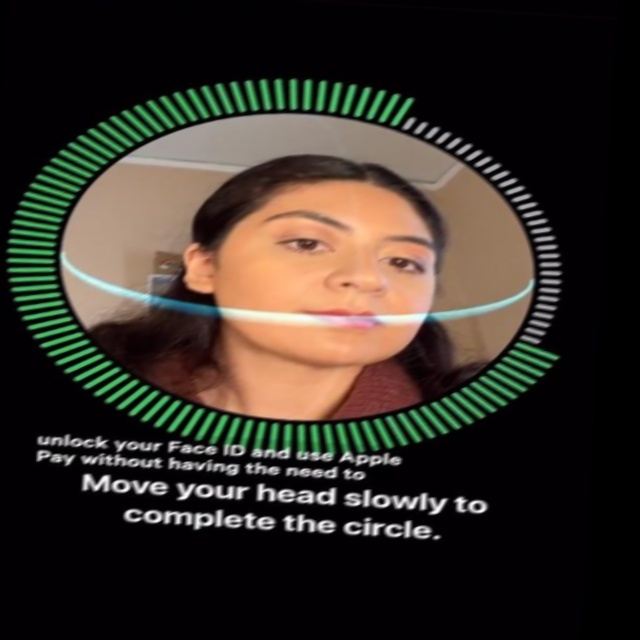 unlock your Face ID and use Apple
Pay without having the need to
Move your head slowly to
complete the circle.